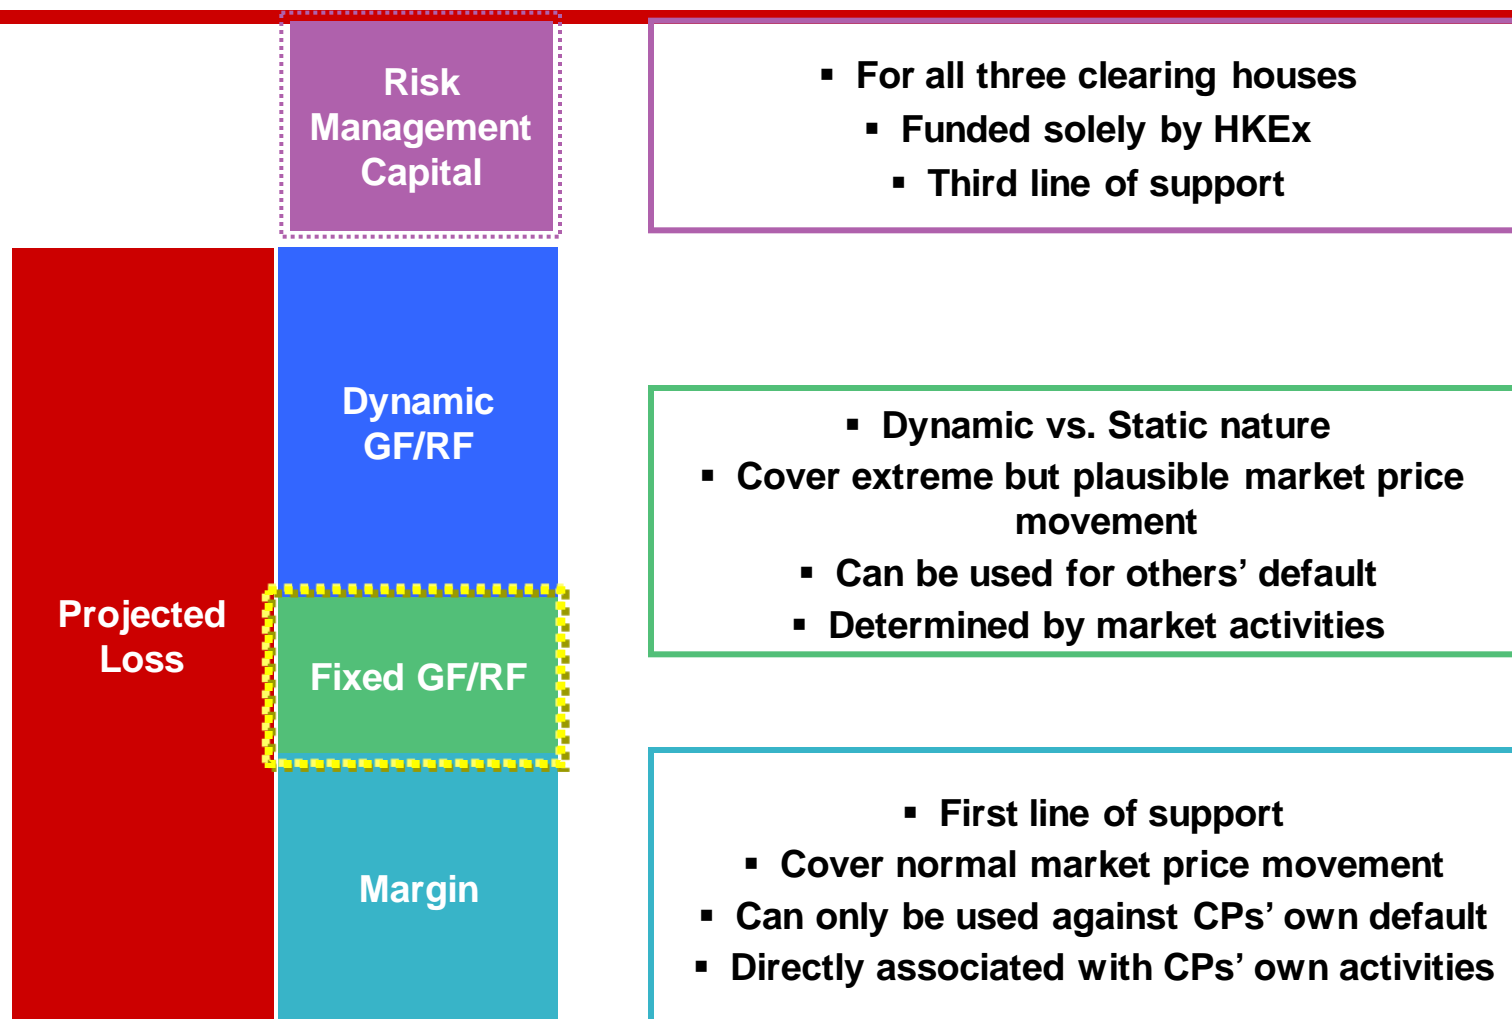 Risk
Management
Capital
▪ For all three clearing houses
▪ Funded solely by HKEx
▪ Third line of support
Projected
Loss
Dynamic
GF/RF
Fixed GF/RF
Margin
▪ Dynamic vs. Static nature
▪ Cover extreme but plausible market price
movement
▪ Can be used for others’ default
▪ Determined by market activities
▪ First line of support
▪ Cover normal market price movement
▪ Can only be used against CPs’ own default
▪ Directly associated with CPs’ own activities